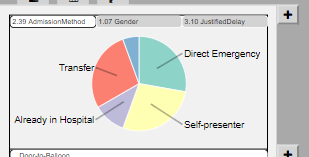 2.39 AdmissionMethod 1.07 Gender 3.10 JustifiedDelay
Direct Emergency
Transfer
Already in Hospital
Self-presenter
Door-to-Balloon